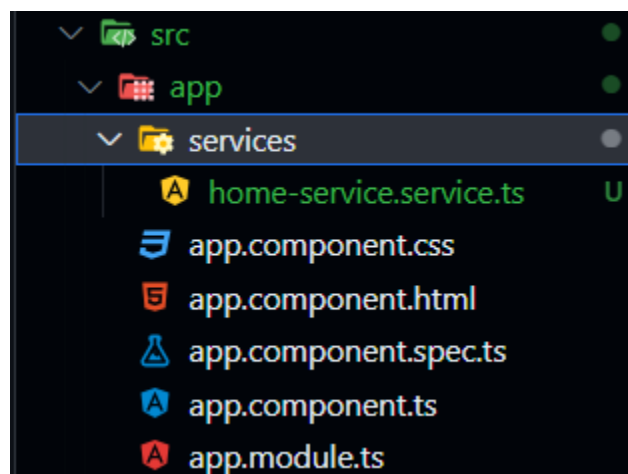 src
app
services
home-service.service.ts U
app.component.css
app.component.html
app.component.spec.ts
app.component.ts
app.module.ts